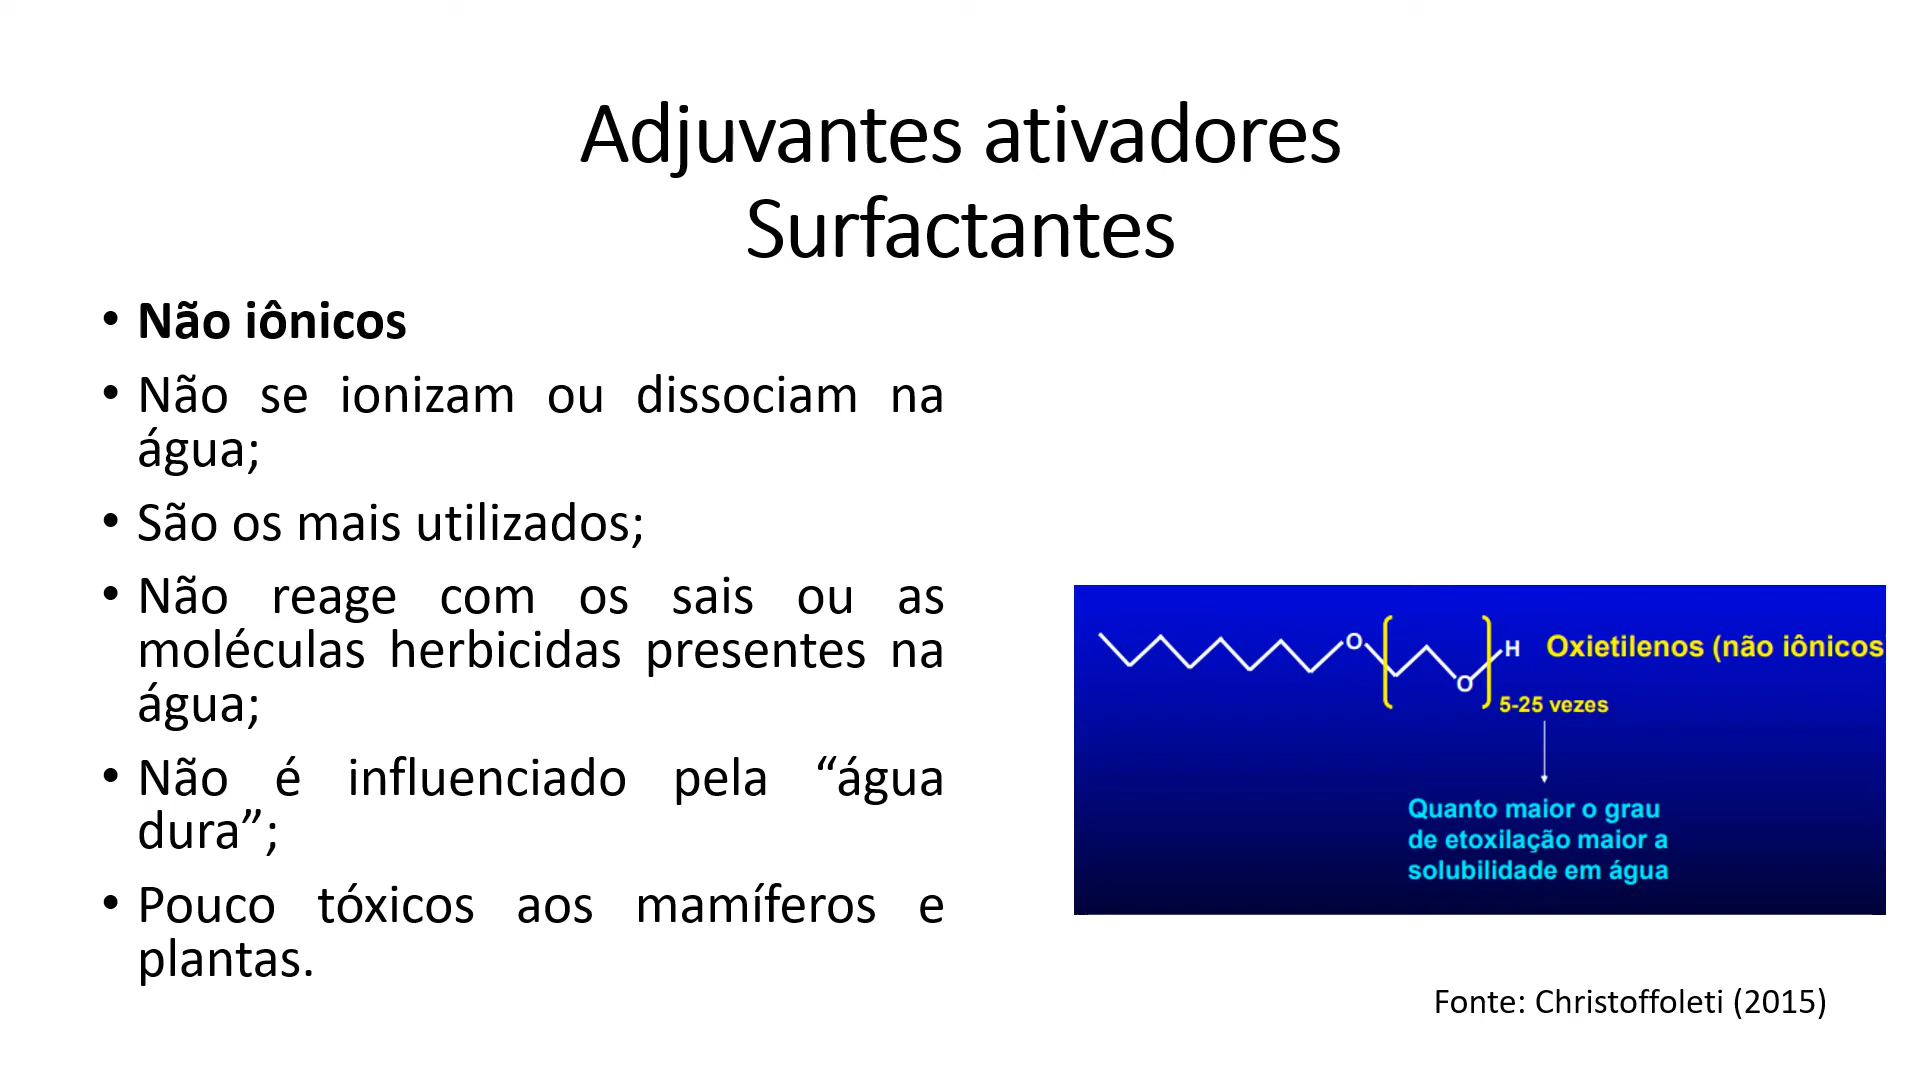 Adjuvantes ativadores
Surfactantes
• Não iônicos
• Não se ionizam ou dissociam na
água;
• São os mais utilizados;
• Não reage com os sais ou as
moléculas herbicidas presentes na
água;
• Não é influenciado pela “água
dura”;
• Pouco tóxicos aos mamíferos e
plantas.
O
O
H
Oxietilenos (não iônicos
5-25 vezes
Quanto maior o grau
de etoxilação maior a
solubilidade em água
Fonte: Christoffoleti (2015)